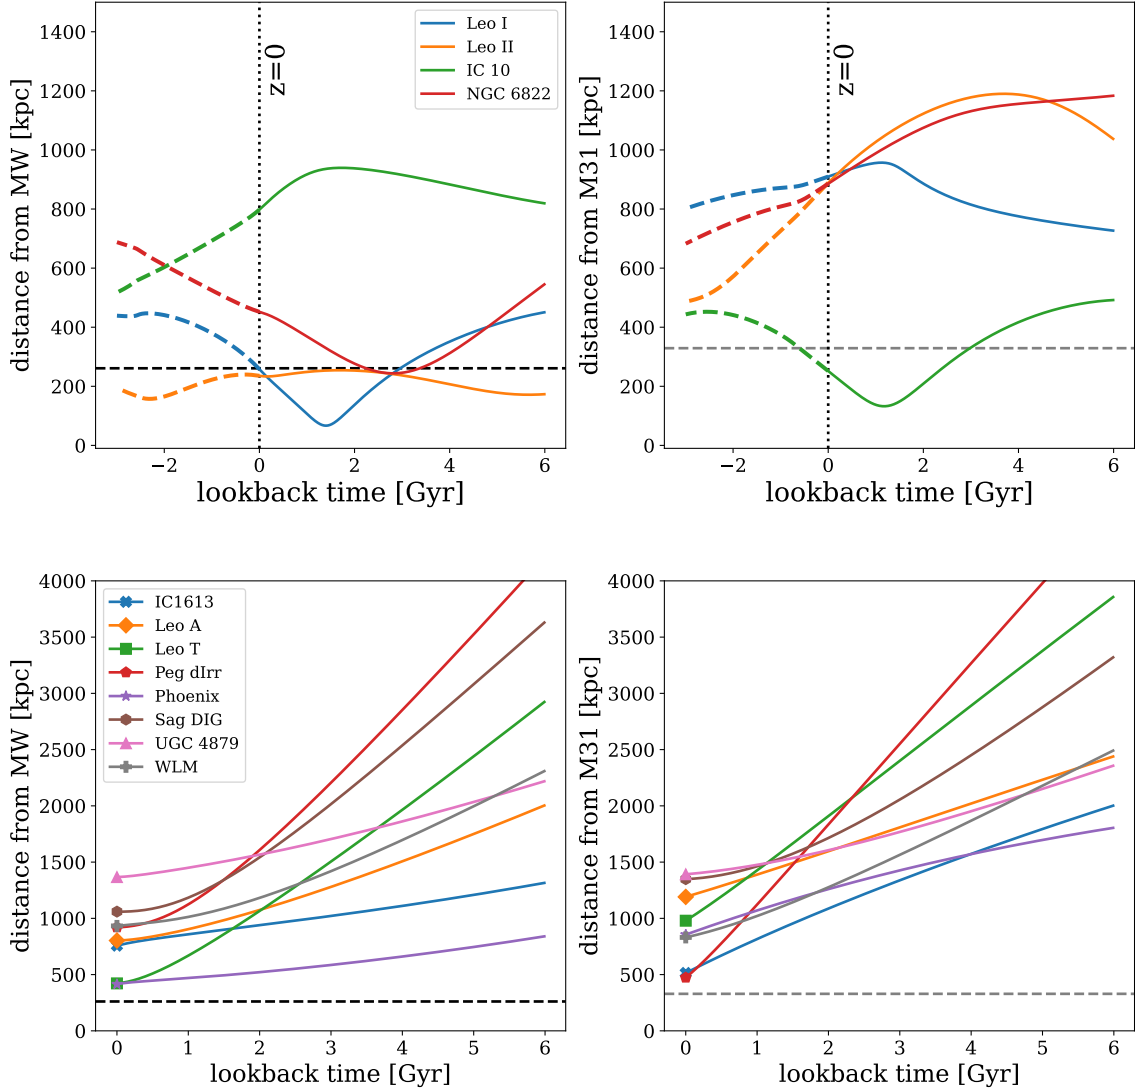 1400
1200
1000
800
600
400
200
0
distance from MW [kpc]
z=0
Leo I
Leo II
IC 10
NGC 6822
−2
0
2
4
6
lookback time [Gyr]
1400
1200
1000
800
600
400
200
0
distance from M31 [kpc]
z=0
−2
0
2
4
6
lookback time [Gyr]
4000
3500
3000
2500
2000
1500
1000
500
0
distance from MW [kpc]
IC1613
Leo A
Leo T
Peg dIrr
Phoenix
Sag DIG
UGC 4879
WLM
0
1
2
3
4
5
6
lookback time [Gyr]
4000
3500
3000
2500
2000
1500
1000
500
0
distance from M31 [kpc]
0
1
2
3
4
5
6
lookback time [Gyr]